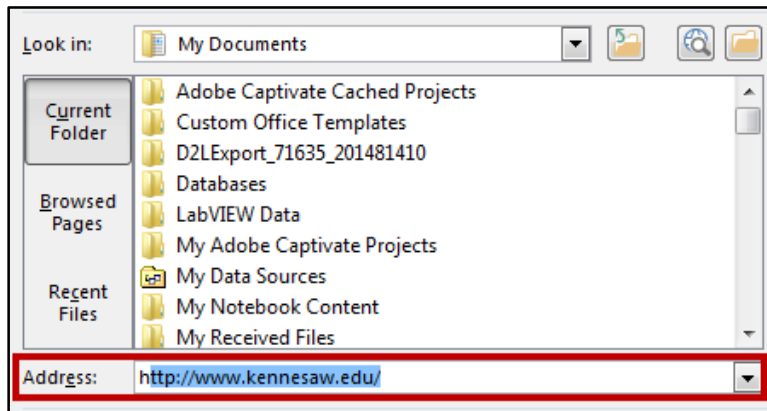 Look in: My Documents
Current Folder
Browsed Pages
Recent Files
Adobe Captivate Cached Projects
Custom Office Templates
D2LExport_71635_201481410
Databases
LabVIEW Data
My Adobe Captivate Projects
My Data Sources
My Notebook Content
My Received Files
Address: http://www.kennesaw.edu/